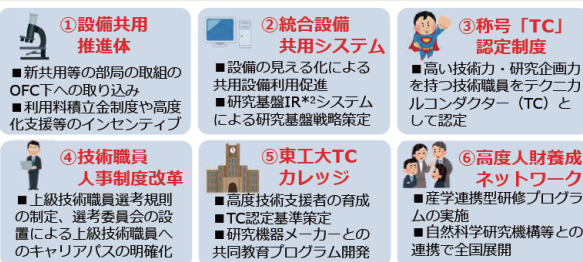 ①設備共用
推進体
■新共用等の部局の取組の
OFC下への取り込み
■利用料積立金制度や高度
化支援等のインセンティブ
②統合設備
共用システム
■設備の見える化による
共用設備利用促進
■研究基盤IR*2システム
による研究基盤戦略策定
③称号「TC」
認定制度
■高い技術力・研究企画力
を持つ技術職員をテクニカ
ルコンダクター（TC）と
して認定
④技術職員
人事制度改革
■上級技術職員選考規則
の制定、選考委員会の設
置による上級技術職員へ
のキャリアパスの明確化
⑤東工大TC
カレッジ
■高度技術支援者の育成
■TC認定基準策定
■研究機器メーカーとの
共同教育プログラム開発
⑥高度人財養成
ネットワーク
■産学連携型研修プログラ
ムの実施
■自然科学研究機構等との
連携で全国展開